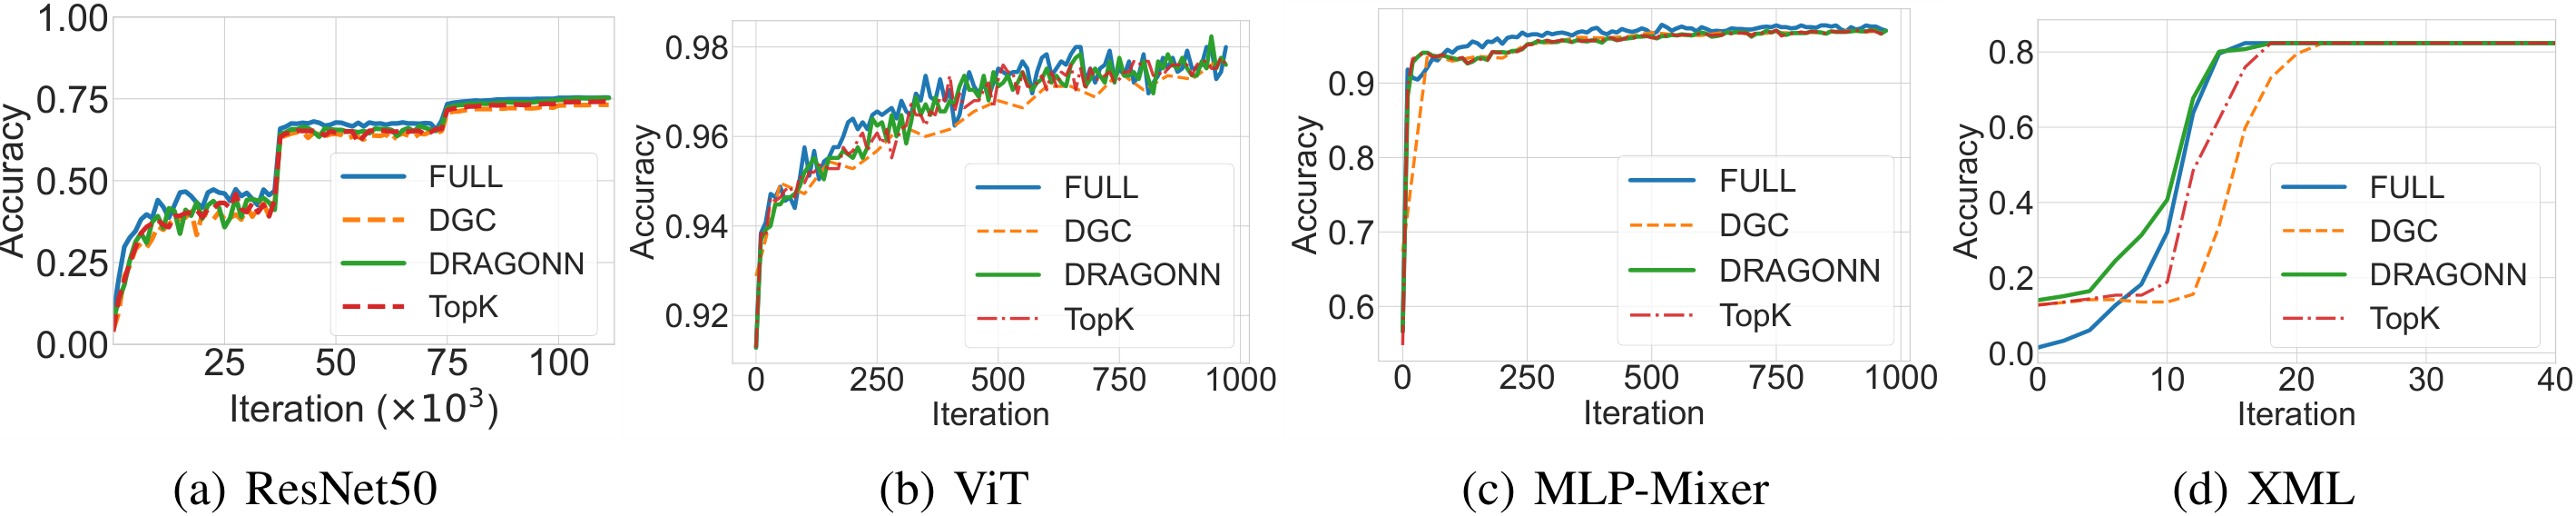 1.00
0.75
0.50
0.25
0.00
Accuracy
25 50 75 100
Iteration (×10³)
FULL
DGC
DRAGONN
TopK
(a) ResNet50
0.98
0.96
0.94
0.92
Accuracy
0 250 500 750 1000
Iteration
FULL
DGC
DRAGONN
TopK
(b) ViT
0.9
0.8
0.7
0.6
Accuracy
0 250 500 750 1000
Iteration
FULL
DGC
DRAGONN
TopK
(c) MLP-Mixer
0.8
0.6
0.4
0.2
0.0
Accuracy
0 10 20 30 40
Iteration
FULL
DGC
DRAGONN
TopK
(d) XML